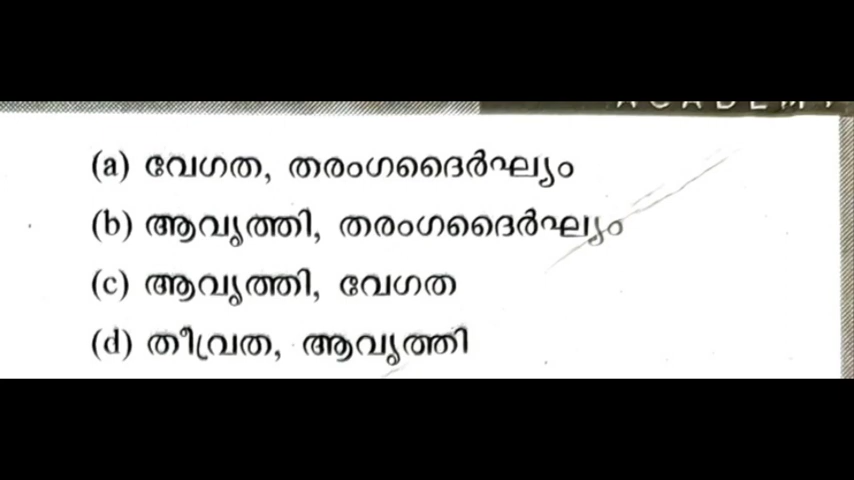 (a) വേഗത, തരംഗദൈർഘ്യം
(b) ആവൃത്തി, തരംഗദൈർഘ്യം
(c) ആവൃത്തി, വേഗത
(d) തീവ്രത, ആവൃത്തി